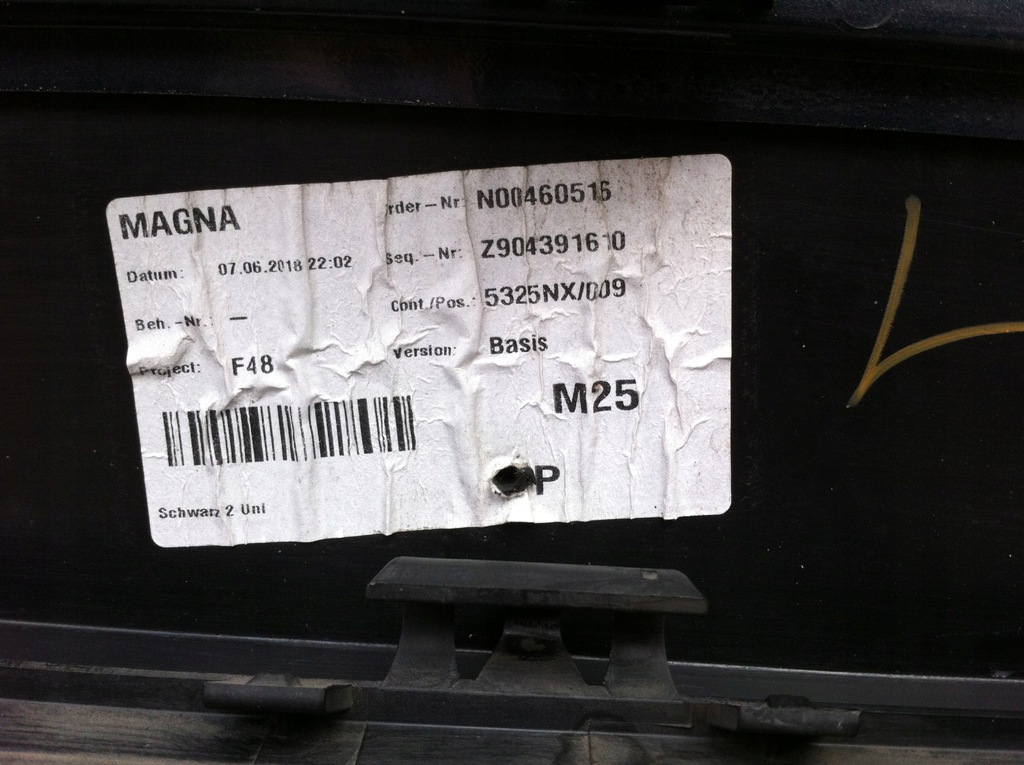 MAGNA
rder-Nr: N00460516
Datum: 07.06.2018 22:02
Seq.-Nr: Z904391610
Beh.-Nr.: -
Cont./Pos.: 5325NX/009
Project: F48
Version: Basis
M25
P
Schwarz 2 Uni